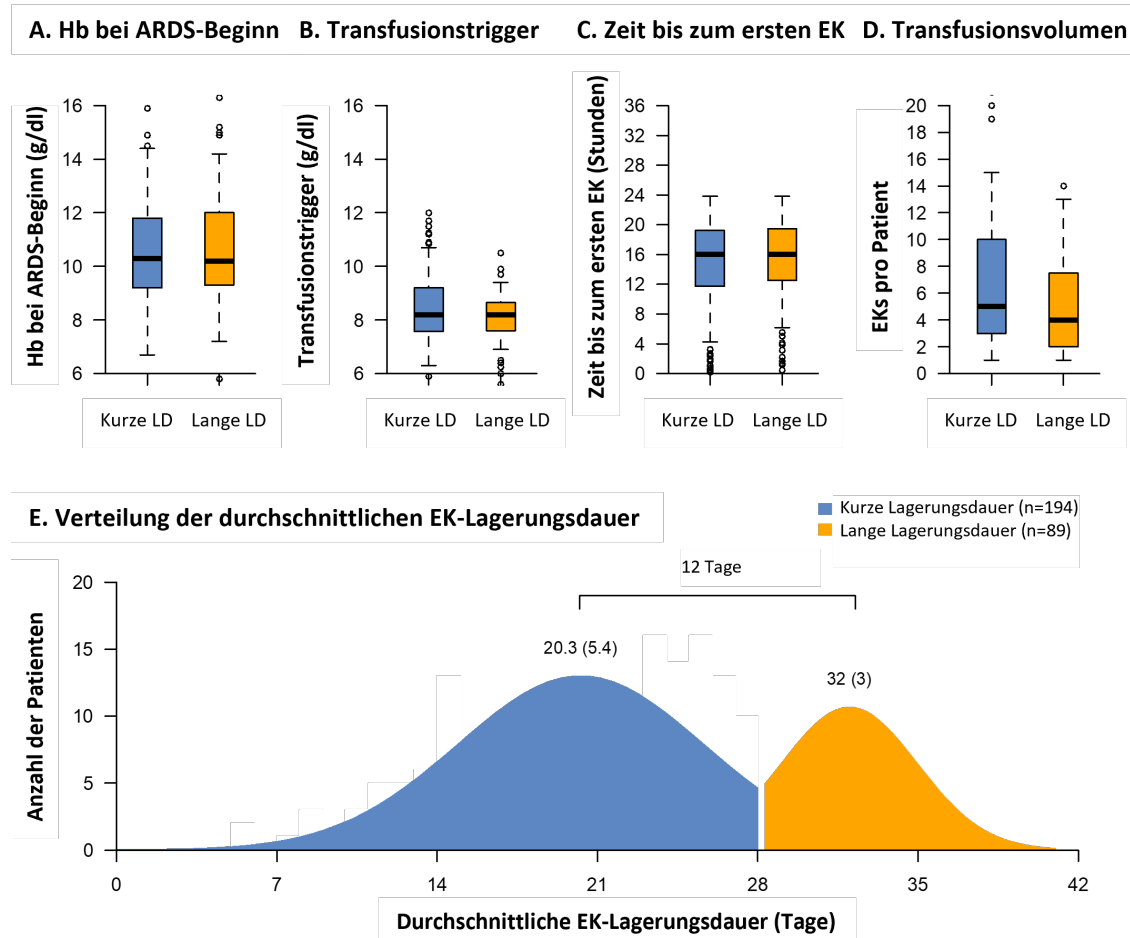 A. Hb bei ARDS-Beginn B. Transfusionstrigger C. Zeit bis zum ersten EK D. Transfusionsvolumen
Hb bei ARDS-Beginn (g/dl)
16
14
12
10
8
6
Kurze LD Lange LD
Transfusionstrigger (g/dl)
16
14
12
10
8
6
Kurze LD Lange LD
Zeit bis zum ersten EK (Stunden)
36
32
28
24
20
16
12
8
4
0
Kurze LD Lange LD
EKs pro Patient
20
18
16
14
12
10
8
6
4
2
0
Kurze LD Lange LD
E. Verteilung der durchschnittlichen EK-Lagerungsdauer
Kurze Lagerungsdauer (n=194)
Lange Lagerungsdauer (n=89)
12 Tage
Anzahl der Patienten
20
15
10
5
0
20.3 (5.4)
32 (3)
0 7 14 21 28 35 42
Durchschnittliche EK-Lagerungsdauer (Tage)